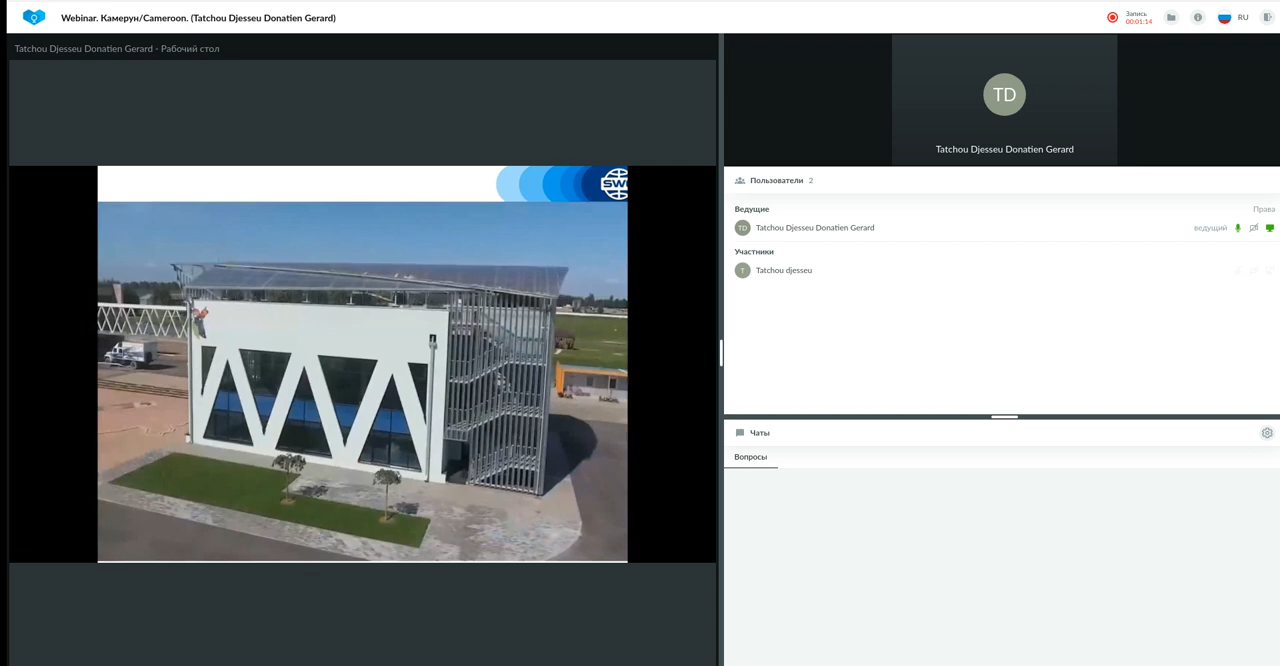 Webinar. Камерун/Cameroon. (Tatchou Djesseu Donatien Gerard)
Запись
00:01:14
RU
Tatchou Djesseu Donatien Gerard - Рабочий стол
SW
TD
Tatchou Djesseu Donatien Gerard
Пользователи 2
Ведущие Права
TD Tatchou Djesseu Donatien Gerard ведущий
Участники
T Tatchou djesseu
Чаты
Вопросы